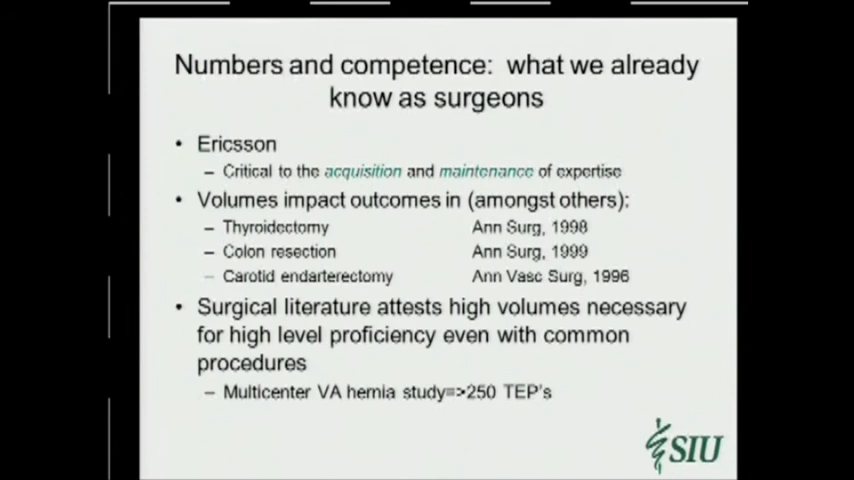 Numbers and competence: what we already
know as surgeons
• Ericsson
– Critical to the acquisition and maintenance of expertise
• Volumes impact outcomes in (amongst others):
– Thyroidectomy Ann Surg, 1998
– Colon resection Ann Surg, 1999
– Carotid endarterectomy Ann Vasc Surg, 1996
• Surgical literature attests high volumes necessary
for high level proficiency even with common
procedures
– Multicenter VA hernia study=>250 TEP's
SIU